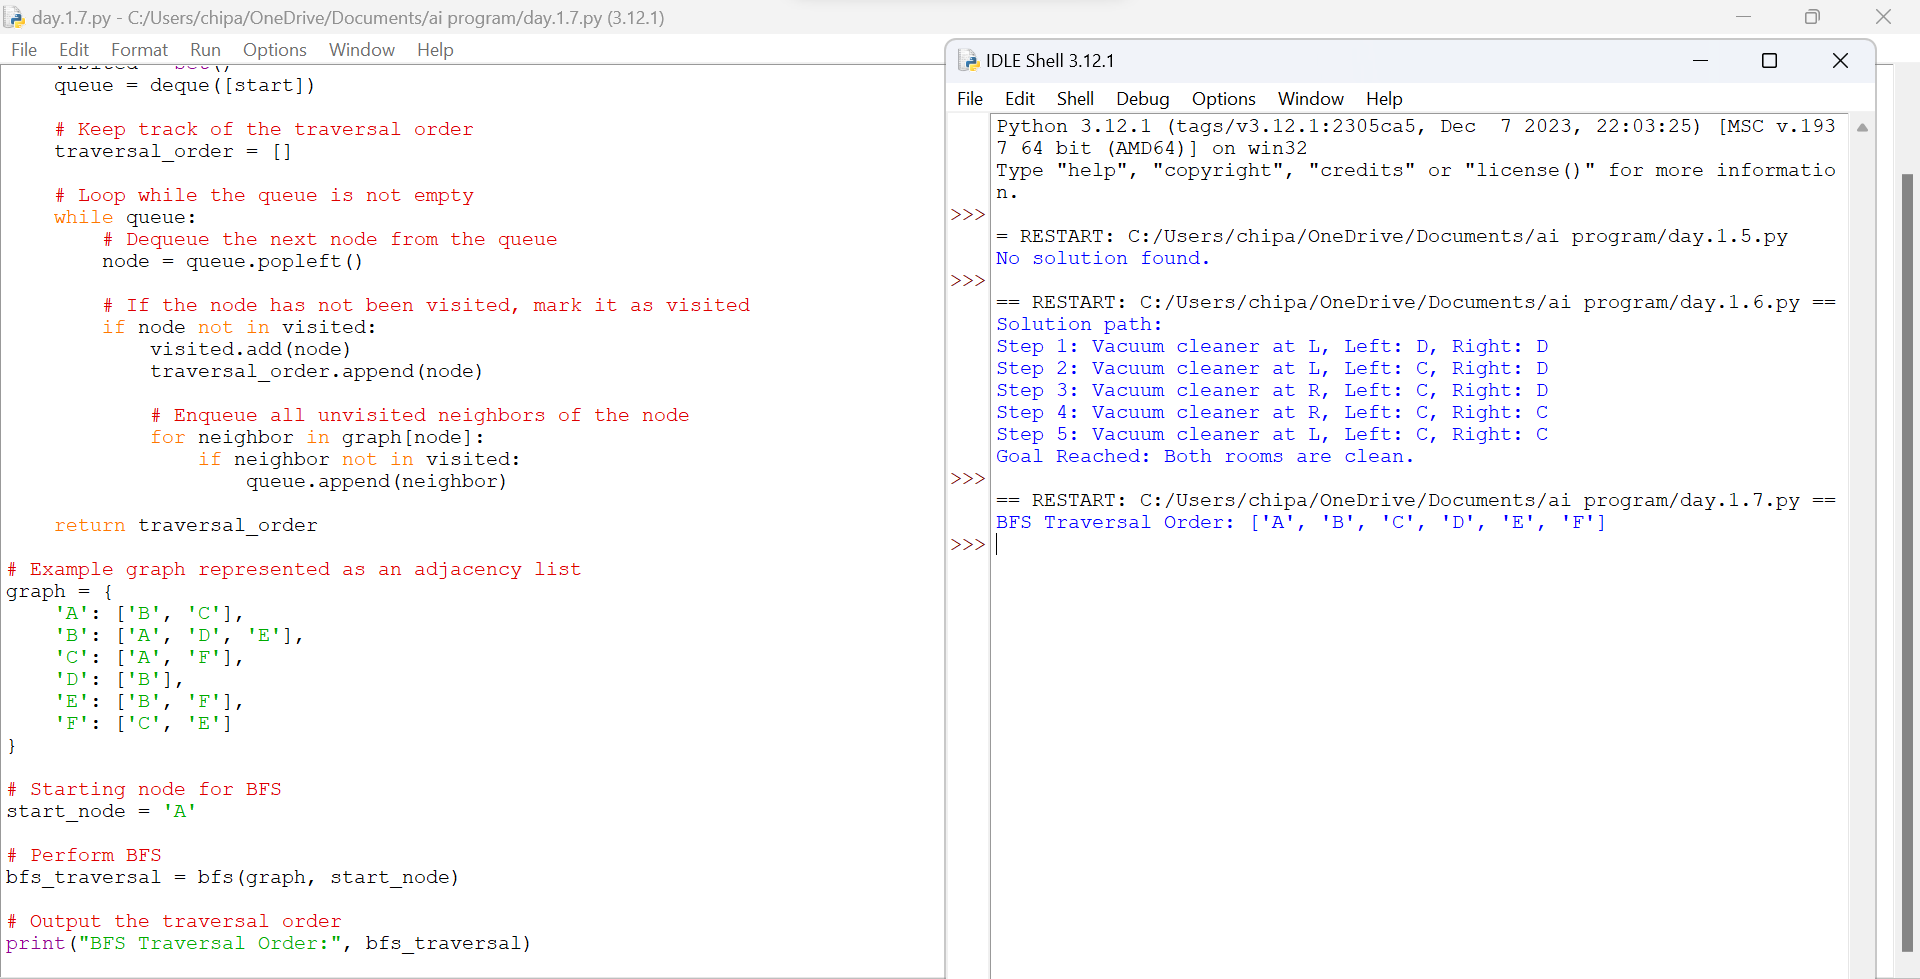 day.1.7.py - C:/Users/chipa/OneDrive/Documents/ai program/day.1.7.py (3.12.1)
File Edit Format Run Options Window Help
queue = deque([start])
# Keep track of the traversal order
traversal_order = []
# Loop while the queue is not empty
while queue:
# Dequeue the next node from the queue
node = queue.popleft()
# If the node has not been visited, mark it as visited
if node not in visited:
visited.add(node)
traversal_order.append(node)
# Enqueue all unvisited neighbors of the node
for neighbor in graph[node]:
if neighbor not in visited:
queue.append(neighbor)
return traversal_order
# Example graph represented as an adjacency list
graph = {
'A': ['B', 'C'],
'B': ['A', 'D', 'E'],
'C': ['A', 'F'],
'D': ['B'],
'E': ['B', 'F'],
'F': ['C', 'E']
}
# Starting node for BFS
start_node = 'A'
# Perform BFS
bfs_traversal = bfs(graph, start_node)
# Output the traversal order
print("BFS Traversal Order:", bfs_traversal)
IDLE Shell 3.12.1
File Edit Shell Debug Options Window Help
Python 3.12.1 (tags/v3.12.1:2305ca5, Dec  7 2023, 22:03:25) [MSC v.193
7 64 bit (AMD64)] on win32
Type "help", "copyright", "credits" or "license()" for more informatio
n.
>>>
= RESTART: C:/Users/chipa/OneDrive/Documents/ai program/day.1.5.py
No solution found.
>>>
== RESTART: C:/Users/chipa/OneDrive/Documents/ai program/day.1.6.py ==
Solution path:
Step 1: Vacuum cleaner at L, Left: D, Right: D
Step 2: Vacuum cleaner at L, Left: C, Right: D
Step 3: Vacuum cleaner at R, Left: C, Right: D
Step 4: Vacuum cleaner at R, Left: C, Right: C
Step 5: Vacuum cleaner at L, Left: C, Right: C
Goal Reached: Both rooms are clean.
>>>
== RESTART: C:/Users/chipa/OneDrive/Documents/ai program/day.1.7.py ==
BFS Traversal Order: ['A', 'B', 'C', 'D', 'E', 'F']
>>>